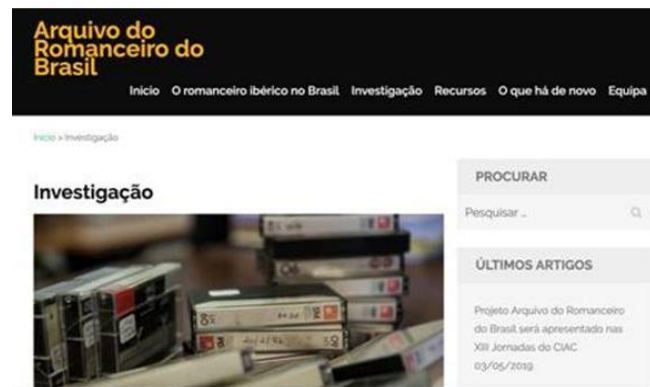 Arquivo do
Romanceiro do
Brasil
Início O romanceiro ibérico no Brasil Investigação Recursos O que há de novo Equipa
Início > Investigação
Investigação
PROCURAR
Pesquisar ...
ÚLTIMOS ARTIGOS
Projeto Arquivo do Romanceiro
do Brasil será apresentado nas
XIII Jornadas do CIAC
03/05/2019